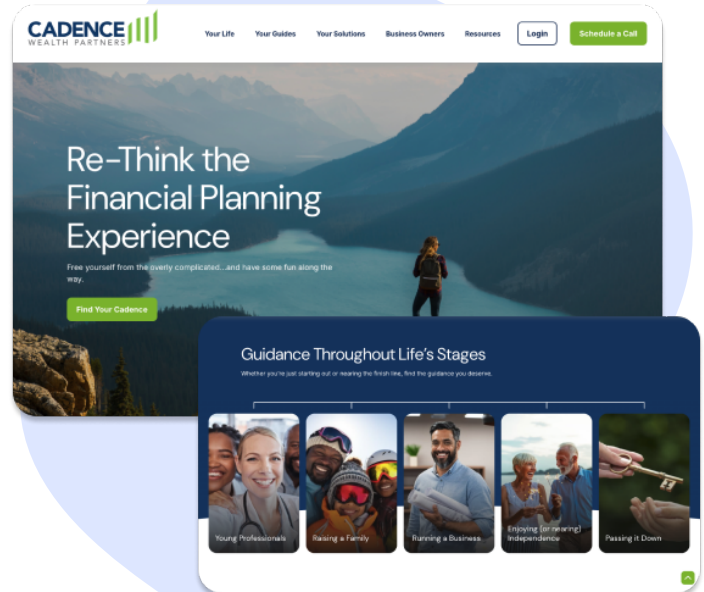 CADENCE
WEALTH PARTNERS
Your Life
Your Guides
Your Solutions
Business Owners
Resources
Login
Schedule a Call
Re-Think the
Financial Planning
Experience
Free yourself from the overly complicated...and have some fun along the
way.
Find Your Cadence
Guidance Throughout Life's Stages
Whether you're just starting out or nearing the finish line, find the guidance you deserve.
Young Professionals
Raising a Family
Running a Business
Enjoying (or nearing)
Independence
Passing it Down